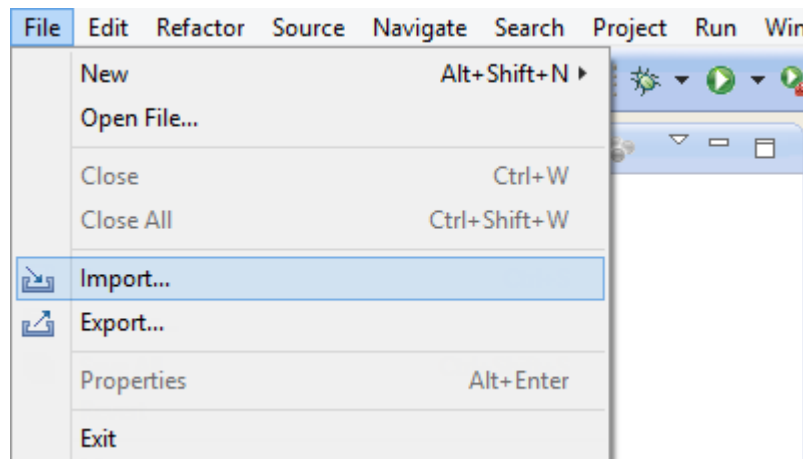 File Edit Refactor Source Navigate Search Project Run
New Alt+Shift+N
Open File...
Close Ctrl+W
Close All Ctrl+Shift+W
Import...
Export...
Properties Alt+Enter
Exit